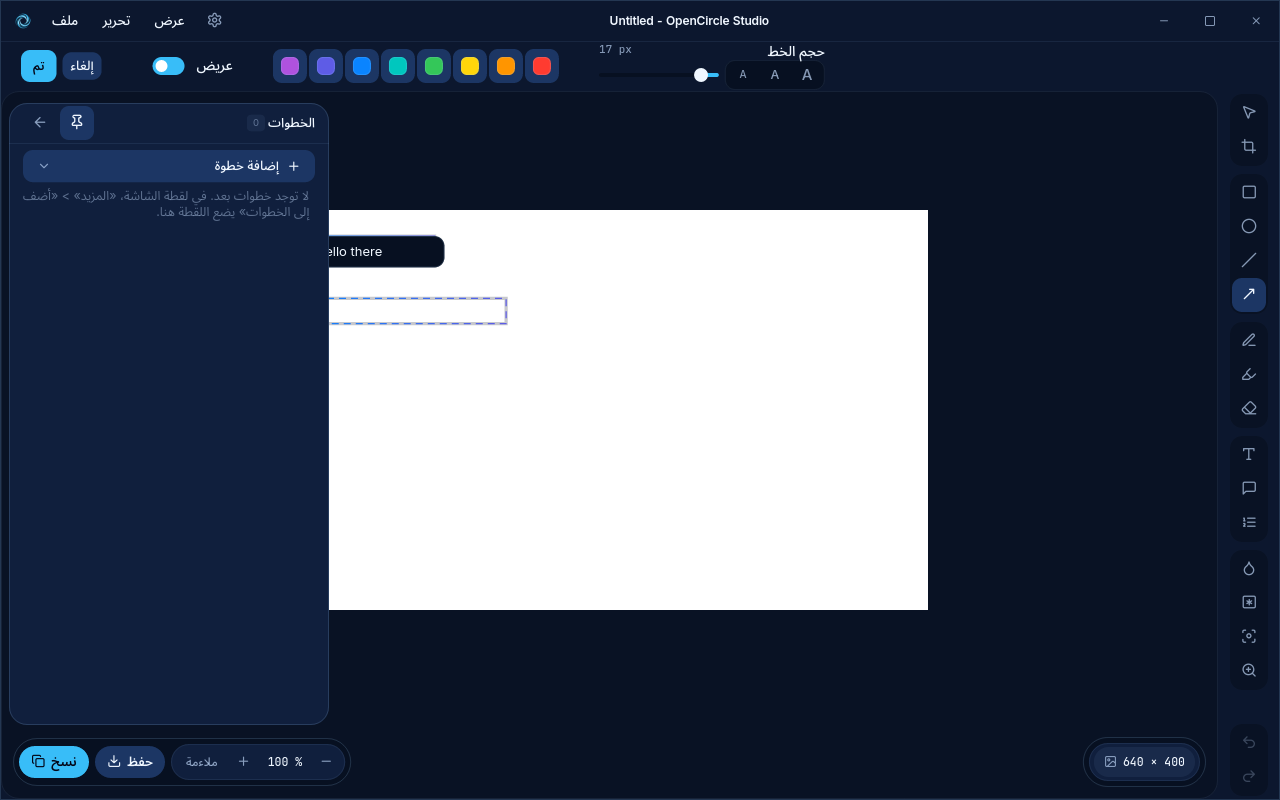 Untitled - OpenCircle Studio
ملف
تحرير
عرض
تم
إلغاء
عريض
17 px
حجم الخط
A A A
الخطوات 0
إضافة خطوة
لا توجد خطوات بعد. في لقطة الشاشة، «المزيد» > «أضف
إلى الخطوات» يضع اللقطة هنا.
ello there
نسخ
حفظ
ملاءمة
100 %
640 × 400